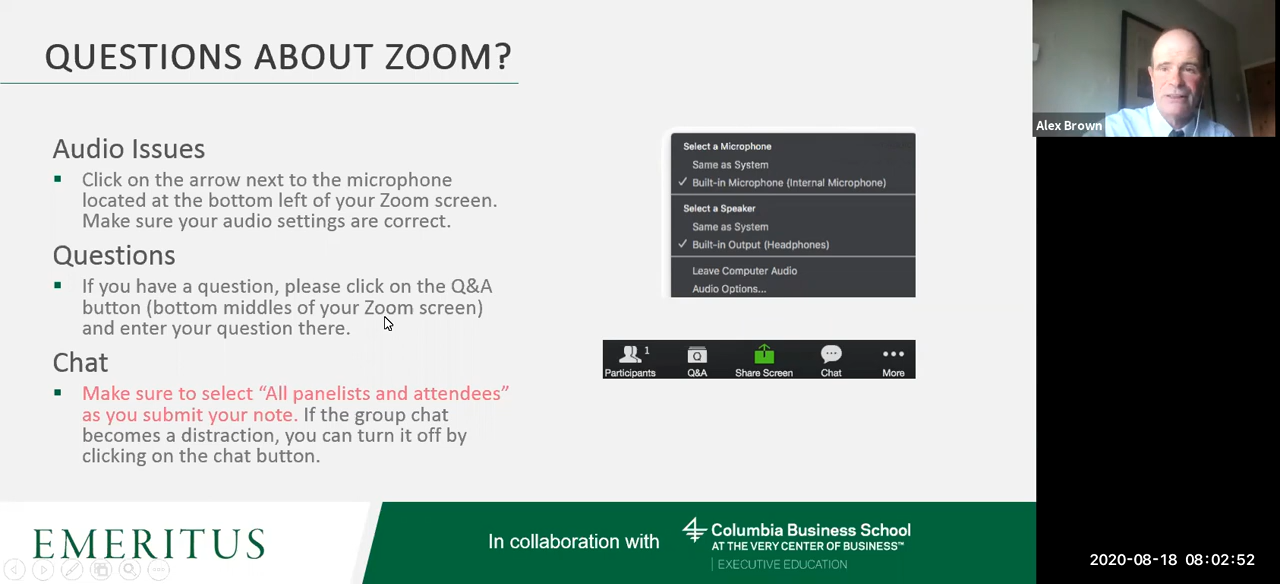 QUESTIONS ABOUT ZOOM?
Audio Issues
Click on the arrow next to the microphone
located at the bottom left of your Zoom screen.
Make sure your audio settings are correct.
Questions
If you have a question, please click on the Q&A
button (bottom middles of your Zoom screen)
and enter your question there.
Chat
Make sure to select “All panelists and attendees”
as you submit your note. If the group chat
becomes a distraction, you can turn it off by
clicking on the chat button.
Select a Microphone
Same as System
✓ Built-in Microphone (Internal Microphone)
Select a Speaker
Same as System
✓ Built-in Output (Headphones)
Leave Computer Audio
Audio Options...
1
Q
Participants Q&A Share Screen Chat More
Alex Brown
EMERITUS
In collaboration with
Columbia Business School
AT THE VERY CENTER OF BUSINESS™
EXECUTIVE EDUCATION
2020-08-18 08:02:52